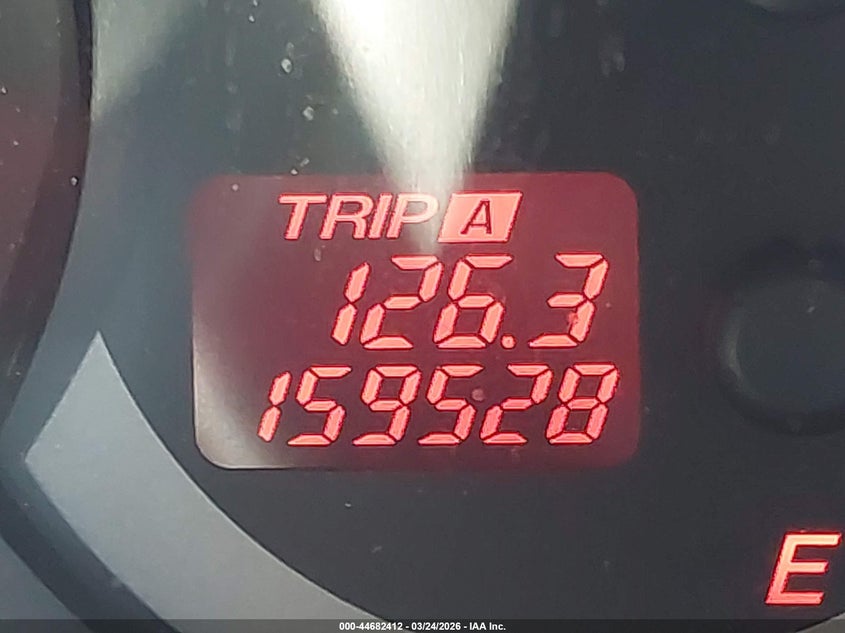 TRIP A
126.3
159528
E
000-44682412 - 03/24/2026 - IAA Inc.